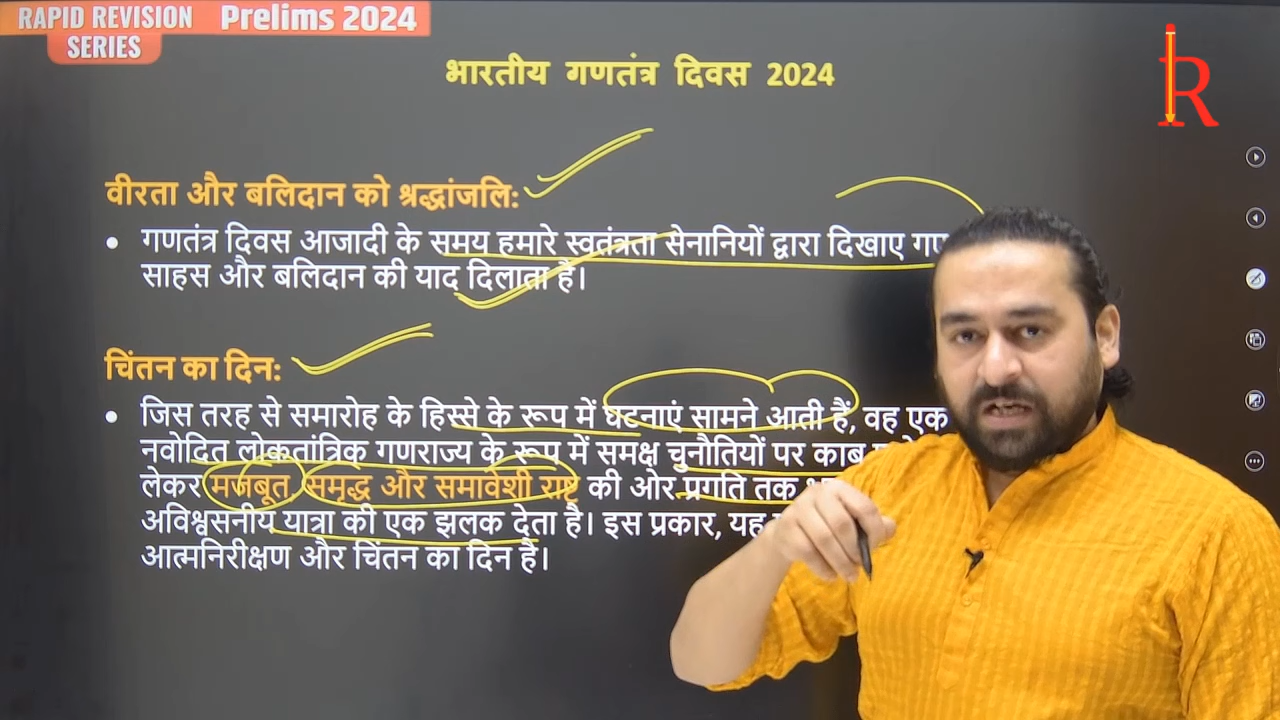 RAPID REVISION Prelims 2024
SERIES
भारतीय गणतंत्र दिवस 2024
वीरता और बलिदान को श्रद्धांजलि:
• गणतंत्र दिवस आजादी के समय हमारे स्वतंत्रता सेनानियों द्वारा दिखाए गए
साहस और बलिदान की याद दिलाता है।
चिंतन का दिन:
• जिस तरह से समारोह के हिस्से के रूप में घटनाएं सामने आती हैं, वह एक
नवोदित लोकतांत्रिक गणराज्य के रूप में समक्ष चुनौतियों पर
लेकर मजबूत, समृद्ध और समावेशी राष्ट्र की ओर प्रगति तक
अविश्वसनीय यात्रा की एक झलक देता है। इस प्रकार, यह
आत्मनिरीक्षण और चिंतन का दिन है।
R